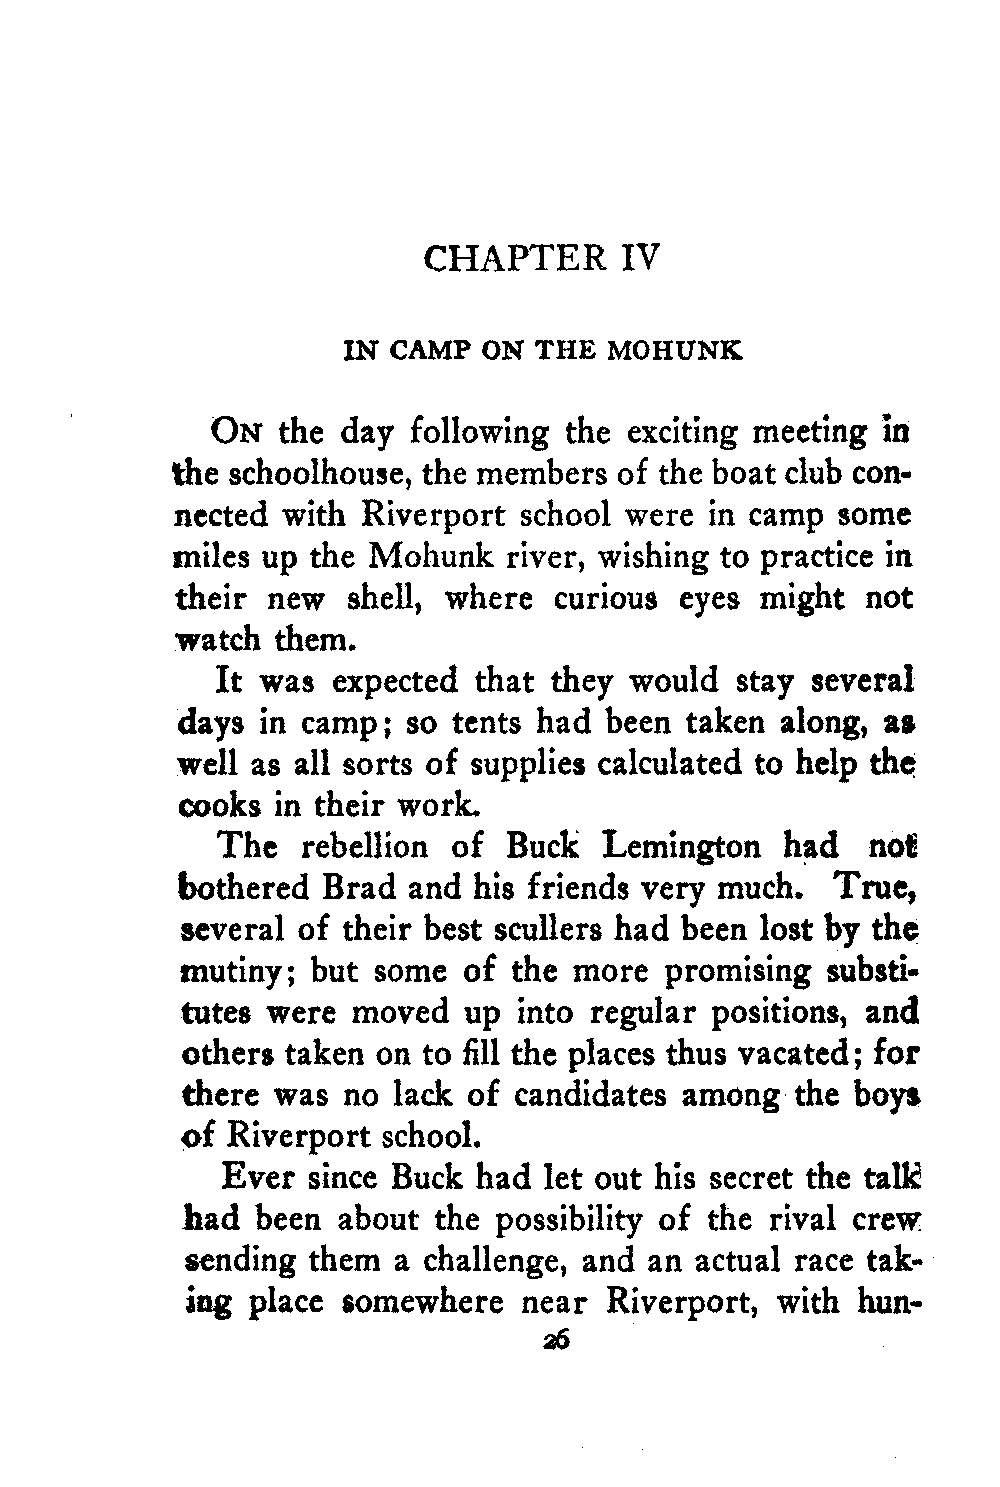 CHAPTER IV
IN CAMP ON THE MOHUNK
ON the day following the exciting meeting in
the schoolhouse, the members of the boat club con-
nected with Riverport school were in camp some
miles up the Mohunk river, wishing to practice in
their new shell, where curious eyes might not
watch them.
It was expected that they would stay several
days in camp; so tents had been taken along, as
well as all sorts of supplies calculated to help the
cooks in their work.
The rebellion of Buck Lemington had not
bothered Brad and his friends very much. True,
several of their best scullers had been lost by the
mutiny; but some of the more promising substi-
tutes were moved up into regular positions, and
others taken on to fill the places thus vacated; for
there was no lack of candidates among the boys
of Riverport school.
Ever since Buck had let out his secret the talk
had been about the possibility of the rival crew
sending them a challenge, and an actual race tak-
ing place somewhere near Riverport, with hun-
26